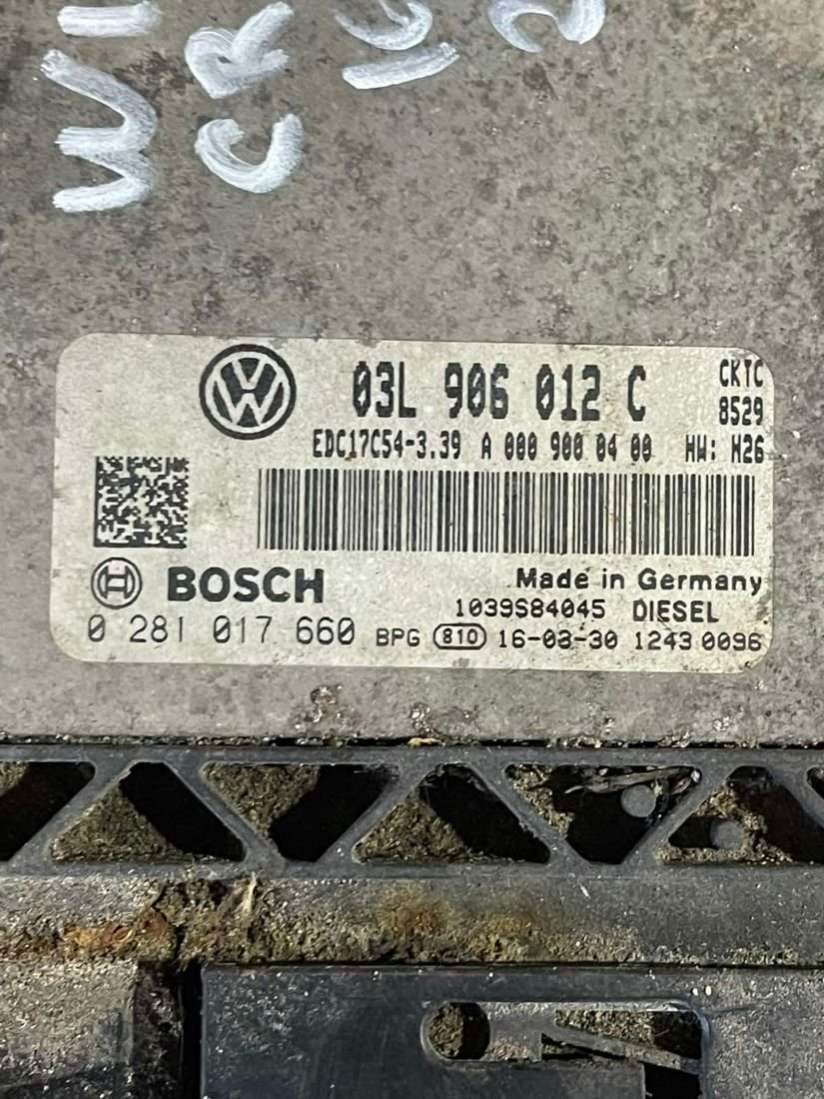 VW
03L 906 012 C
CKTC
8529
EDC17C54-3.39 A 000 900 04 00 HW: H26
BOSCH
Made in Germany
1039S84045 DIESEL
0 281 017 660 BPG 810 16-03-30 1243 0096